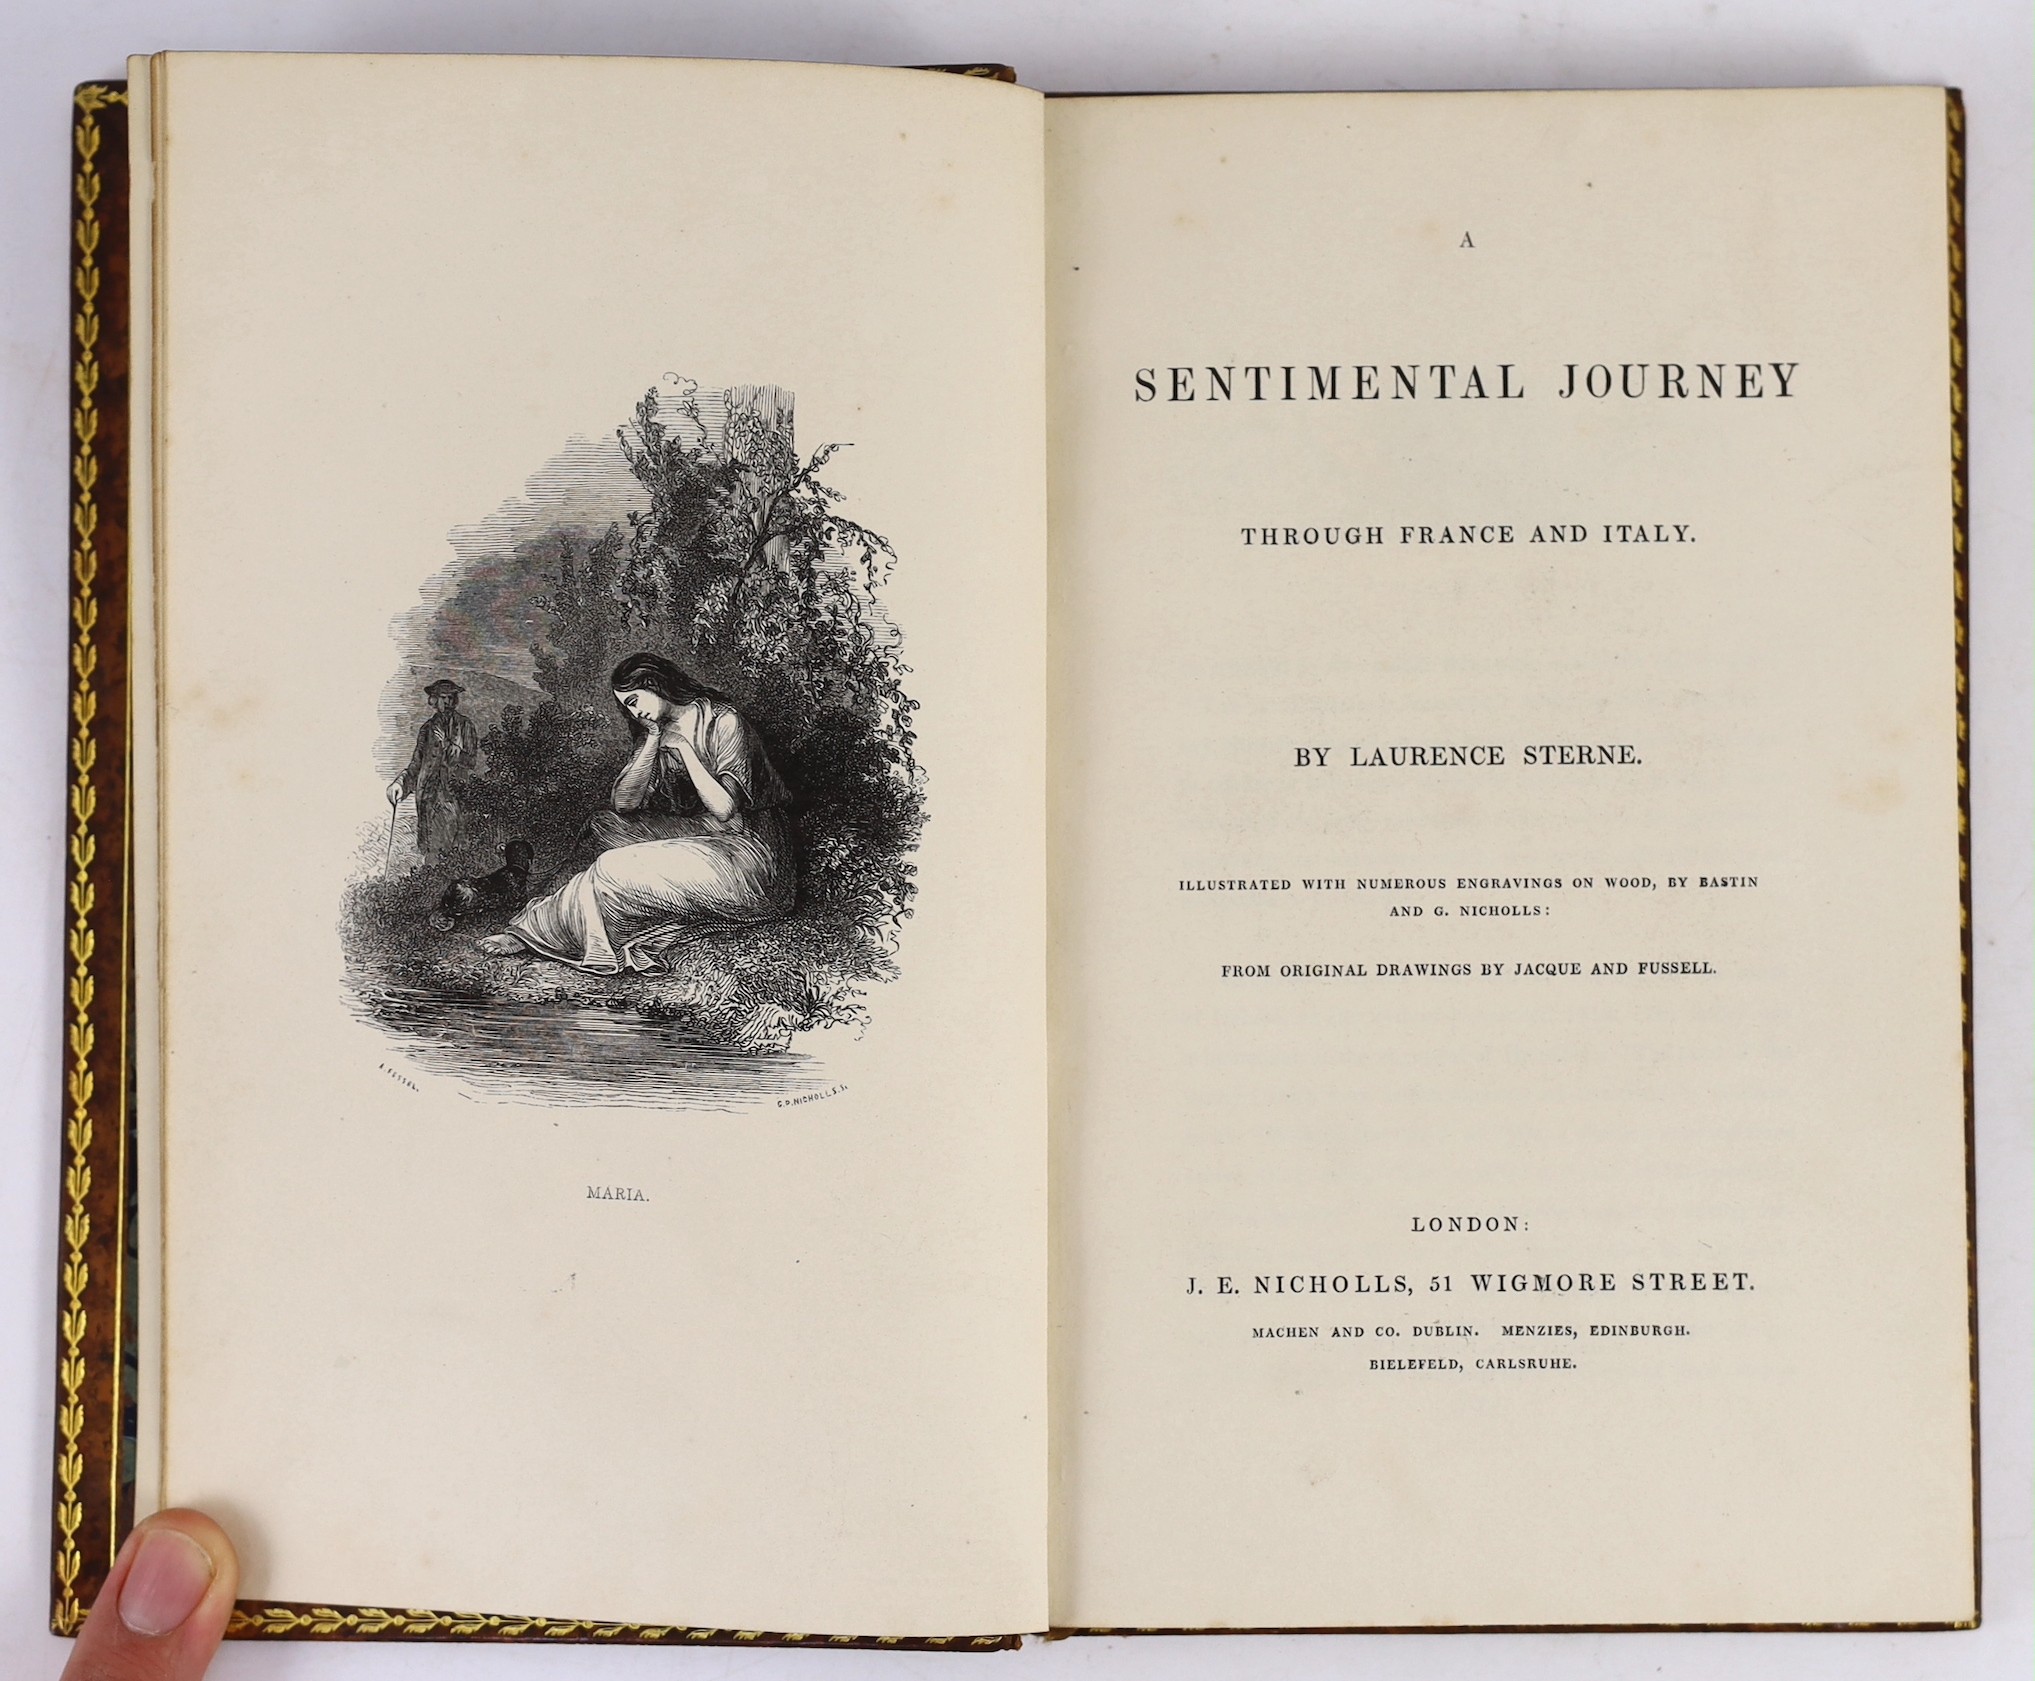 A. FUSSEL.
G.P. NICHOLLS. S.
MARIA.
A
SENTIMENTAL JOURNEY
THROUGH FRANCE AND ITALY.
BY LAURENCE STERNE.
ILLUSTRATED WITH NUMEROUS ENGRAVINGS ON WOOD, BY BASTIN
AND G. NICHOLLS:
FROM ORIGINAL DRAWINGS BY JACQUE AND FUSSELL.
LONDON:
J. E. NICHOLLS, 51 WIGMORE STREET.
MACHEN AND CO. DUBLIN. MENZIES, EDINBURGH.
BIELEFELD, CARLSRUHE.